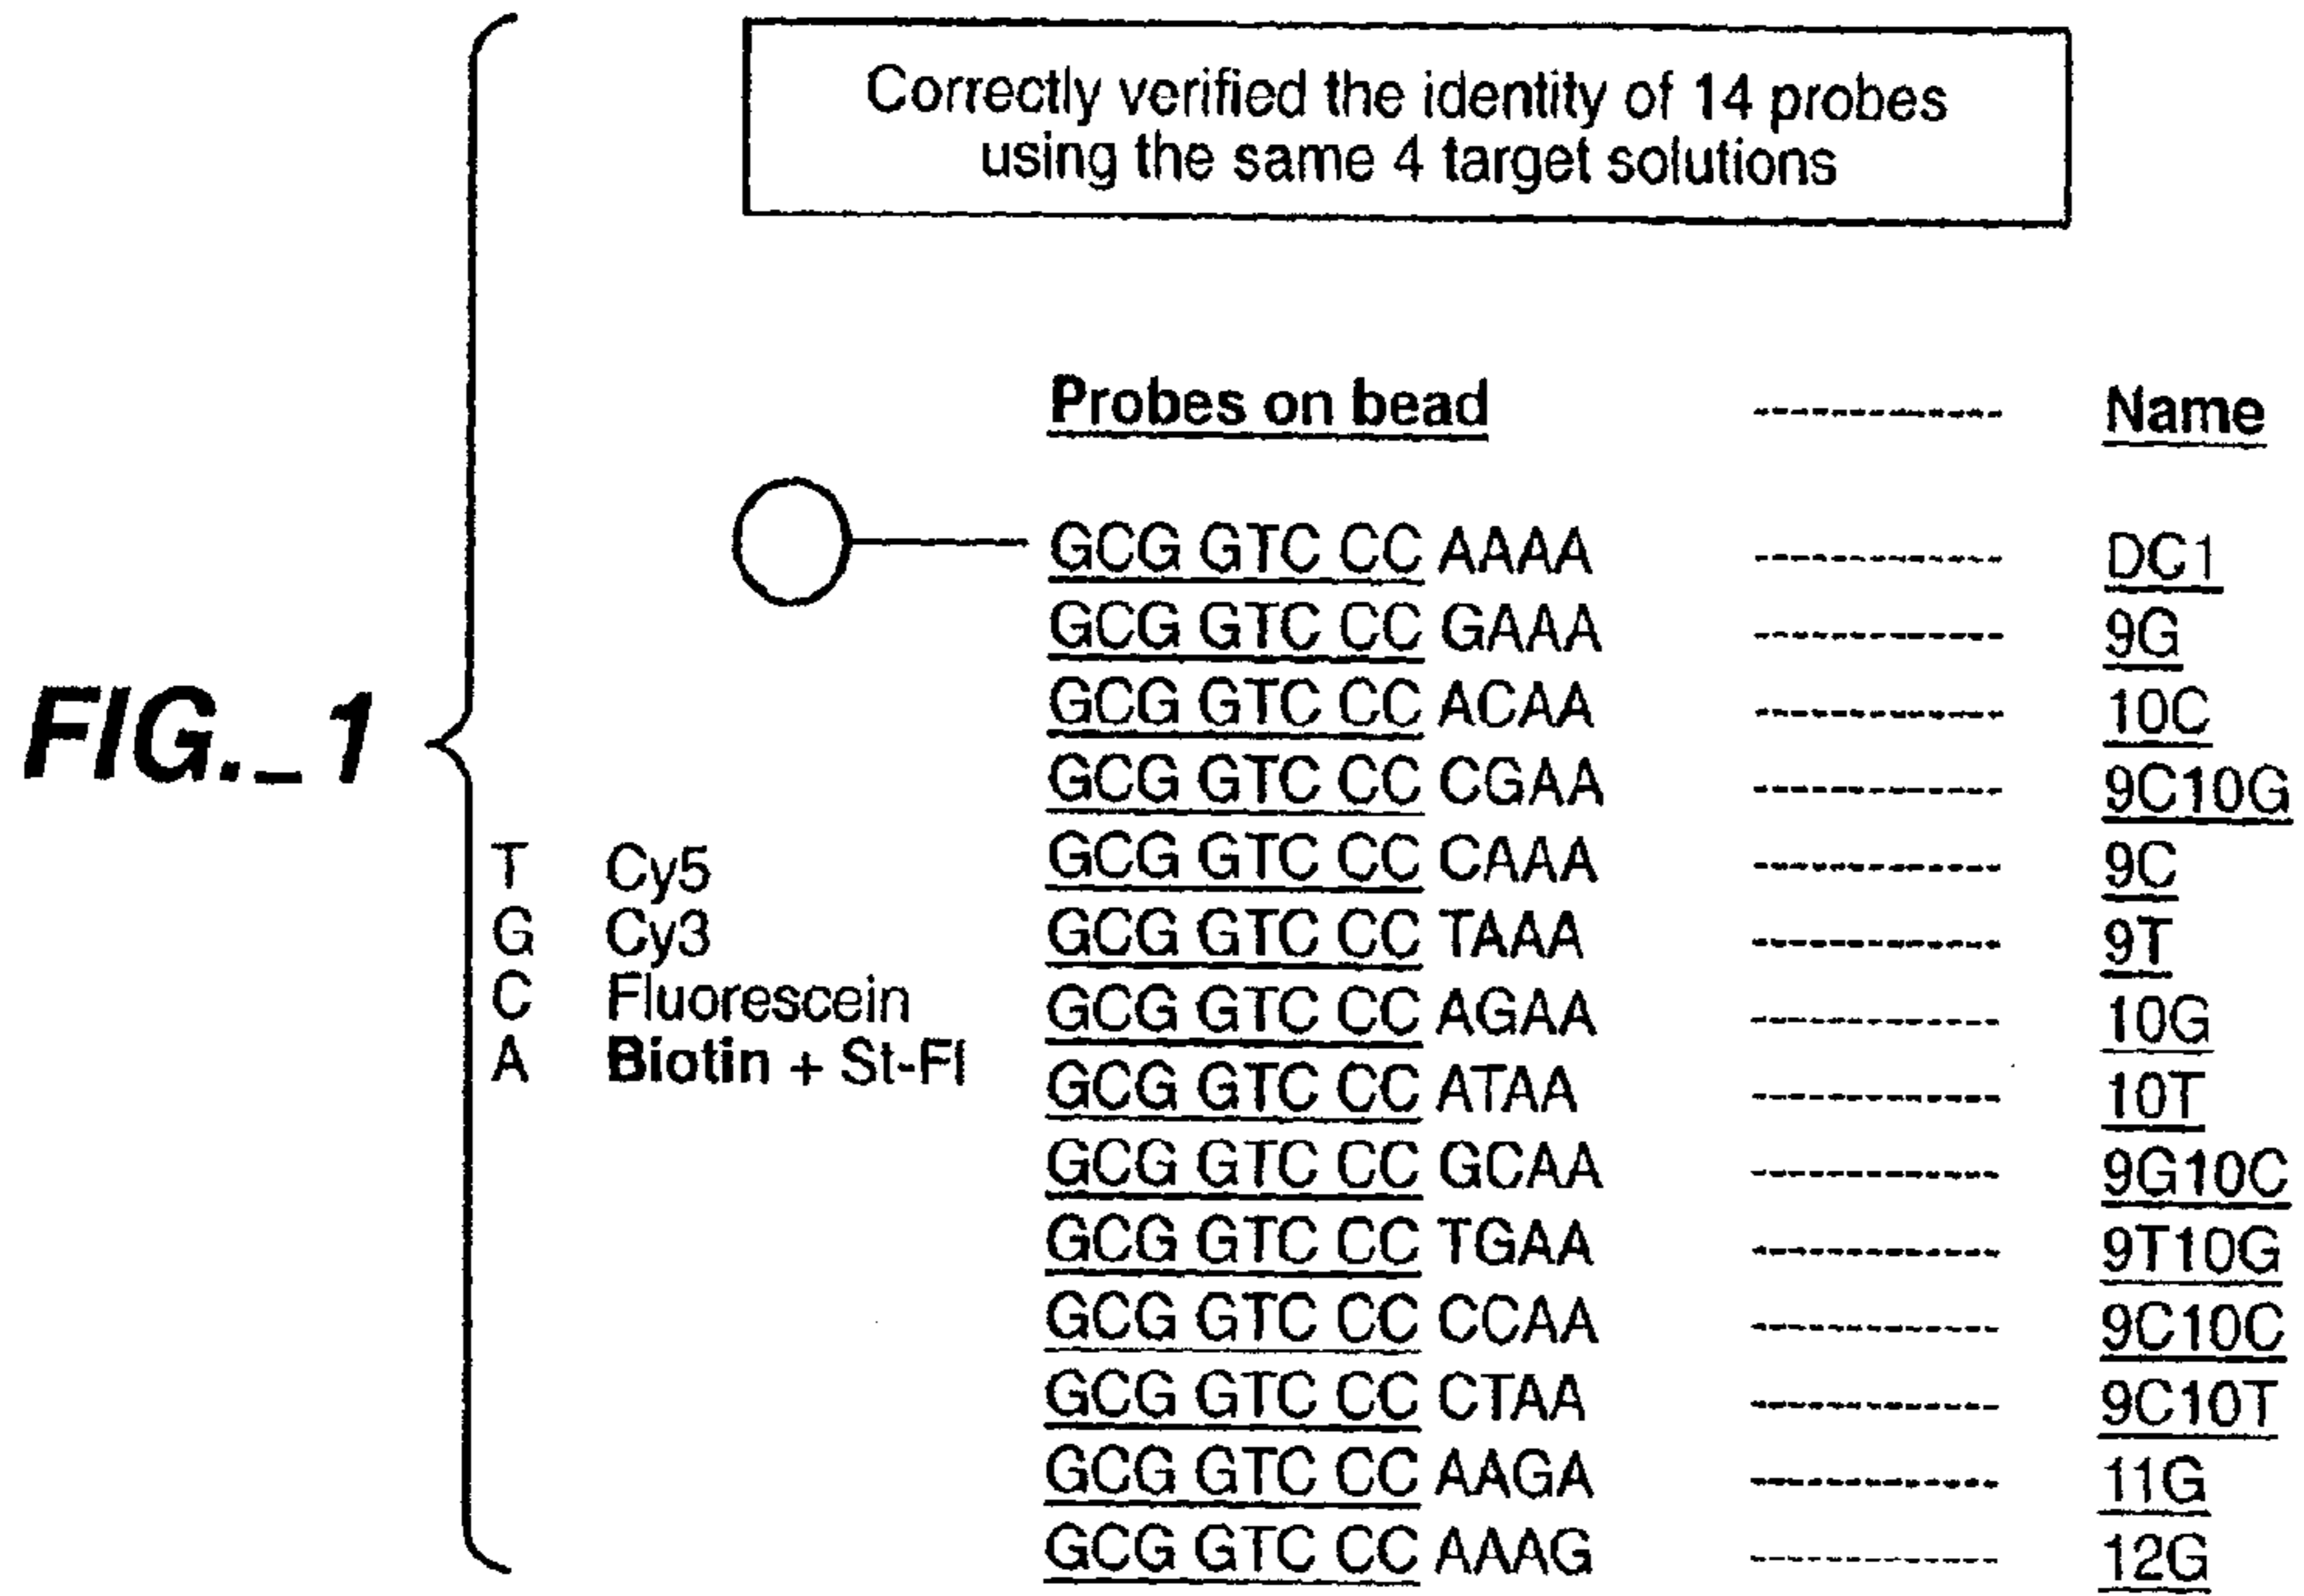 Correctly verified the identity of 14 probes
using the same 4 target solutions
Probes on bead ------------ Name
GCG GTC CC AAAA ------------ DC1
GCG GTC CC GAAA ------------ 9G
GCG GTC CC ACAA ------------ 10C
GCG GTC CC CGAA ------------ 9C10G
GCG GTC CC CAAA ------------ 9C
GCG GTC CC TAAA ------------ 9T
GCG GTC CC AGAA ------------ 10G
GCG GTC CC ATAA ------------ 10T
GCG GTC CC GCAA ------------ 9G10C
GCG GTC CC TGAA ------------ 9T10G
GCG GTC CC CCAA ------------ 9C10C
GCG GTC CC CTAA ------------ 9C10T
GCG GTC CC AAGA ------------ 11G
GCG GTC CC AAAG ------------ 12G
FIG._1
T Cy5
G Cy3
C Fluorescein
A Biotin + St-Fl